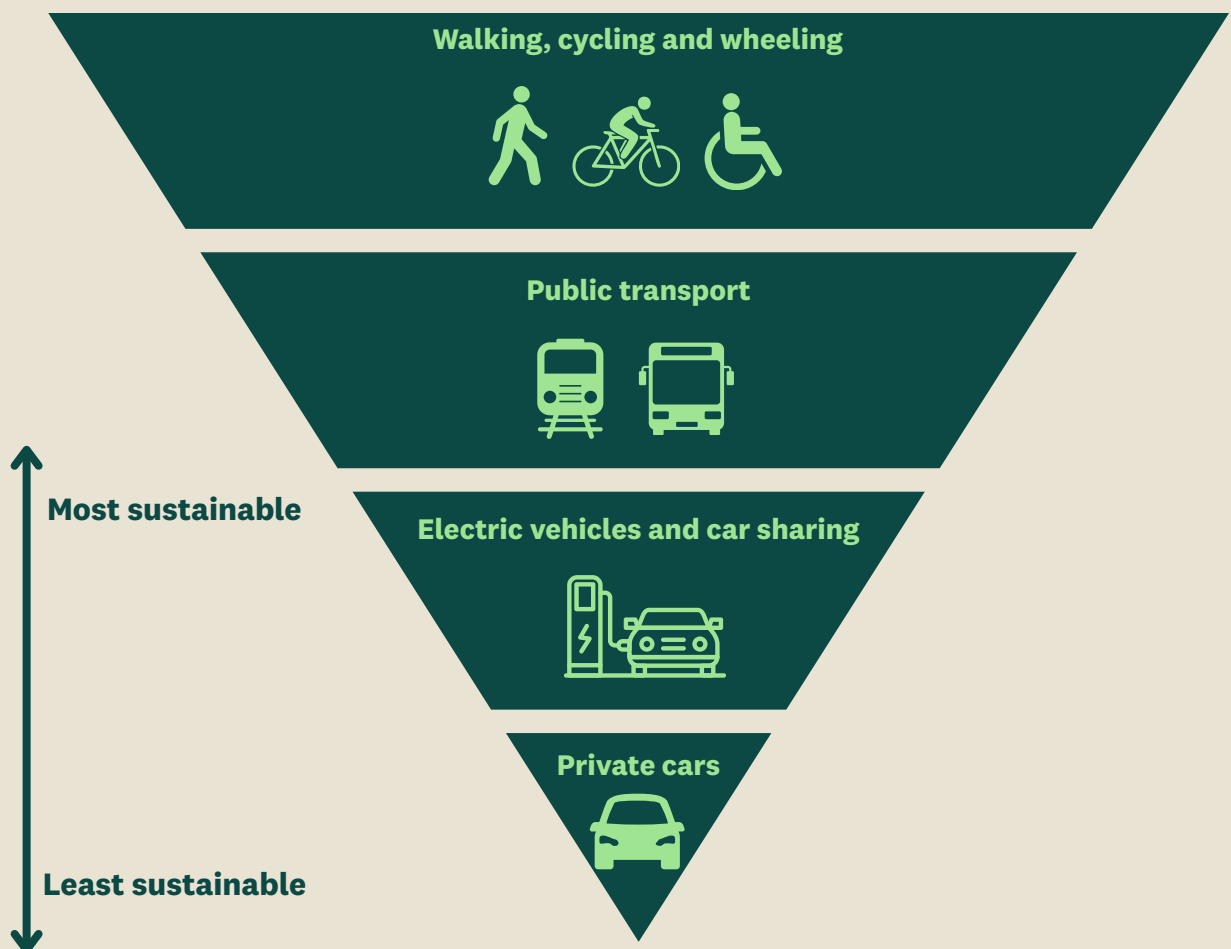 Walking, cycling and wheeling
Public transport
Most sustainable
Electric vehicles and car sharing
Private cars
Least sustainable